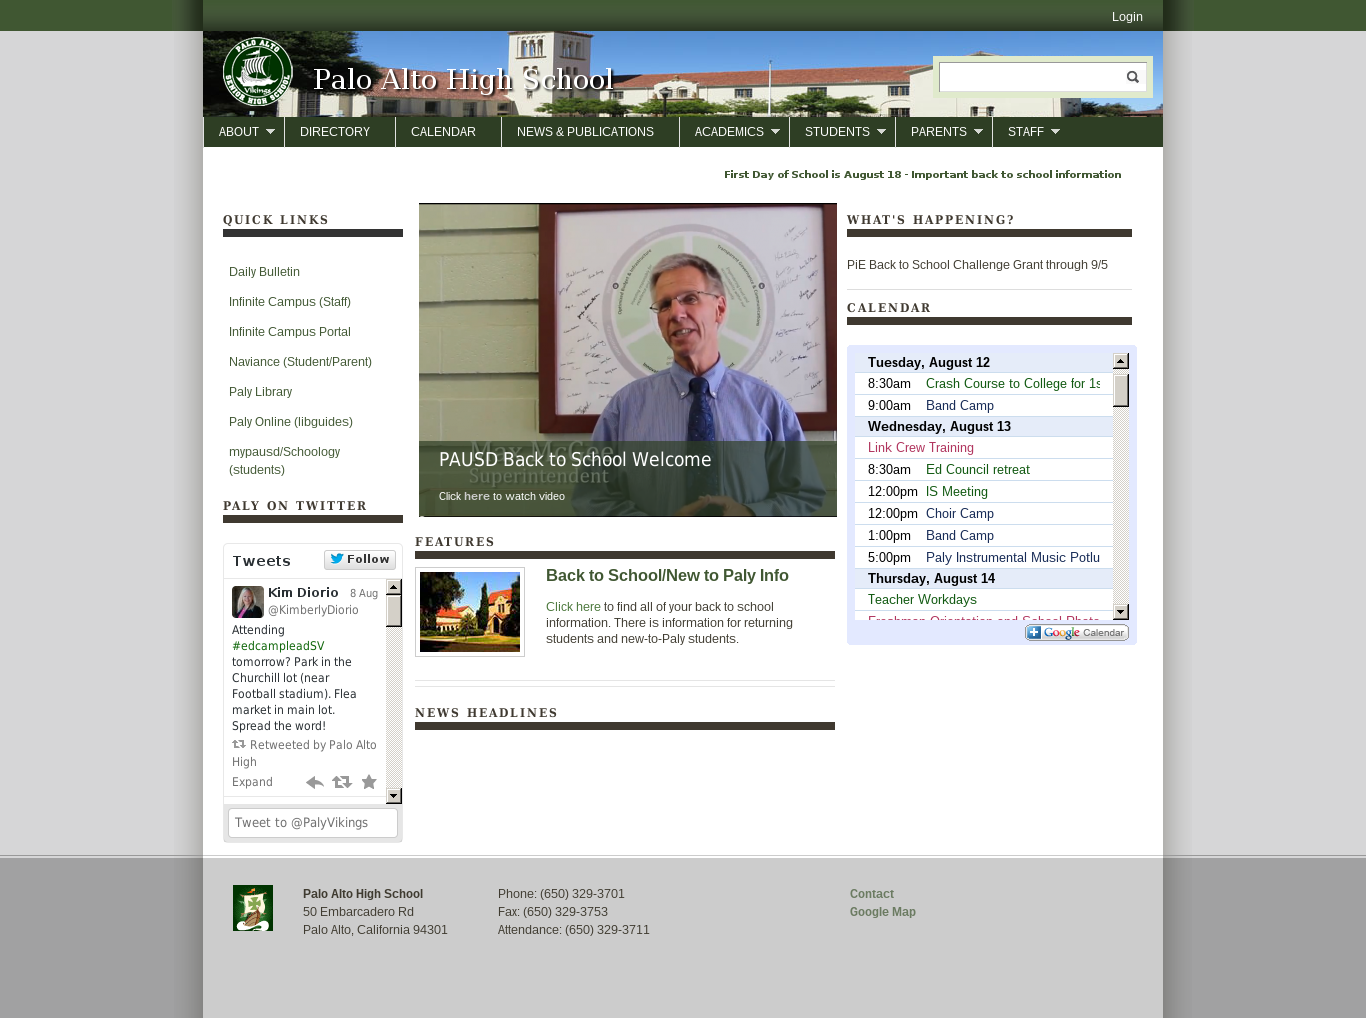 Login
PALO ALTO
Vikings
SENIOR HIGH SCHOOL
Palo Alto High School
ABOUT
DIRECTORY
CALENDAR
NEWS & PUBLICATIONS
ACADEMICS
STUDENTS
PARENTS
STAFF
First Day of School is August 18 - Important back to school information
QUICK LINKS
Daily Bulletin
Infinite Campus (Staff)
Infinite Campus Portal
Naviance (Student/Parent)
Paly Library
Paly Online (libguides)
mypausd/Schoology
(students)
PALY ON TWITTER
Tweets
Follow
Kim Diorio 8 Aug
@KimberlyDiorio
Attending
#edcampleadSV
tomorrow? Park in the
Churchill lot (near
Football stadium). Flea
market in main lot.
Spread the word!
Retweeted by Palo Alto
High
Expand
Tweet to @PalyVikings
Max McGee
Superintendent
PAUSD Back to School Welcome
Click here to watch video
FEATURES
Back to School/New to Paly Info
Click here to find all of your back to school
information. There is information for returning
students and new-to-Paly students.
NEWS HEADLINES
WHAT'S HAPPENING?
PiE Back to School Challenge Grant through 9/5
CALENDAR
Tuesday, August 12
8:30am Crash Course to College for 1s
9:00am Band Camp
Wednesday, August 13
Link Crew Training
8:30am Ed Council retreat
12:00pm IS Meeting
12:00pm Choir Camp
1:00pm Band Camp
5:00pm Paly Instrumental Music Potlu
Thursday, August 14
Teacher Workdays
Freshman Orientation and School Photo
Google Calendar
Palo Alto High School
50 Embarcadero Rd
Palo Alto, California 94301
Phone: (650) 329-3701
Fax: (650) 329-3753
Attendance: (650) 329-3711
Contact
Google Map